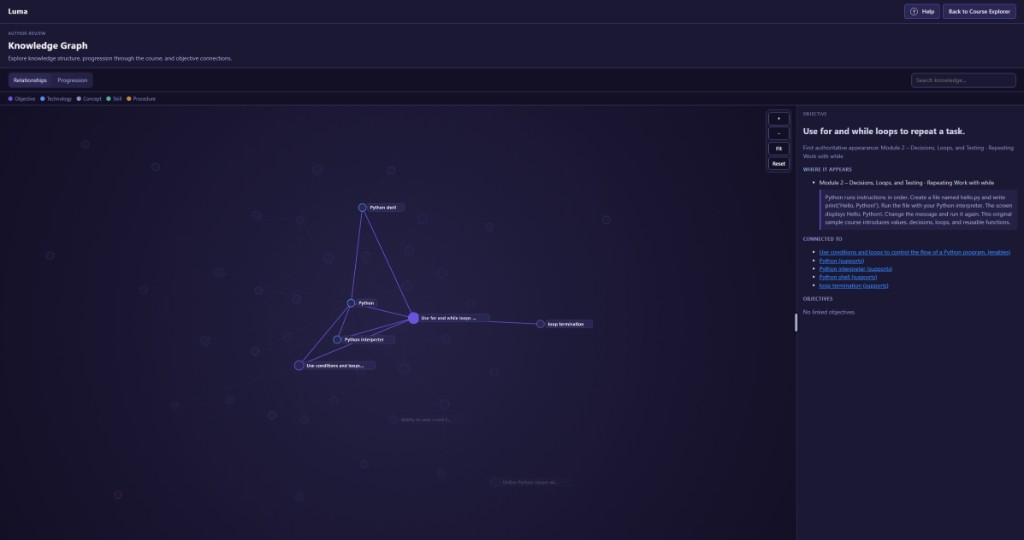 Luma
Help
Back to Course Explorer
AUTHOR REVIEW
Knowledge Graph
Explore knowledge structure, progression through the course, and objective connections.
Relationships
Progression
Search knowledge...
Objective
Technology
Concept
Skill
Procedure
+
-
Fit
Reset
Python shell
Python
Use for and while loops ...
loop termination
Python interpreter
Use conditions and loops...
OBJECTIVE
Use for and while loops to repeat a task.
First authoritative appearance: Module 2 – Decisions, Loops, and Testing · Repeating
Work with while
WHERE IT APPEARS
Module 2 – Decisions, Loops, and Testing · Repeating Work with while
Python runs instructions in order. Create a file named hello.py and write
print('Hello, Python!'). Run the file with your Python interpreter. The screen
displays Hello, Python!. Change the message and run it again. This original
sample course introduces values, decisions, loops, and reusable functions.
CONNECTED TO
Use conditions and loops to control the flow of a Python program. (enables)
Python (supports)
Python interpreter (supports)
Python shell (supports)
loop termination (supports)
OBJECTIVES
No linked objectives.